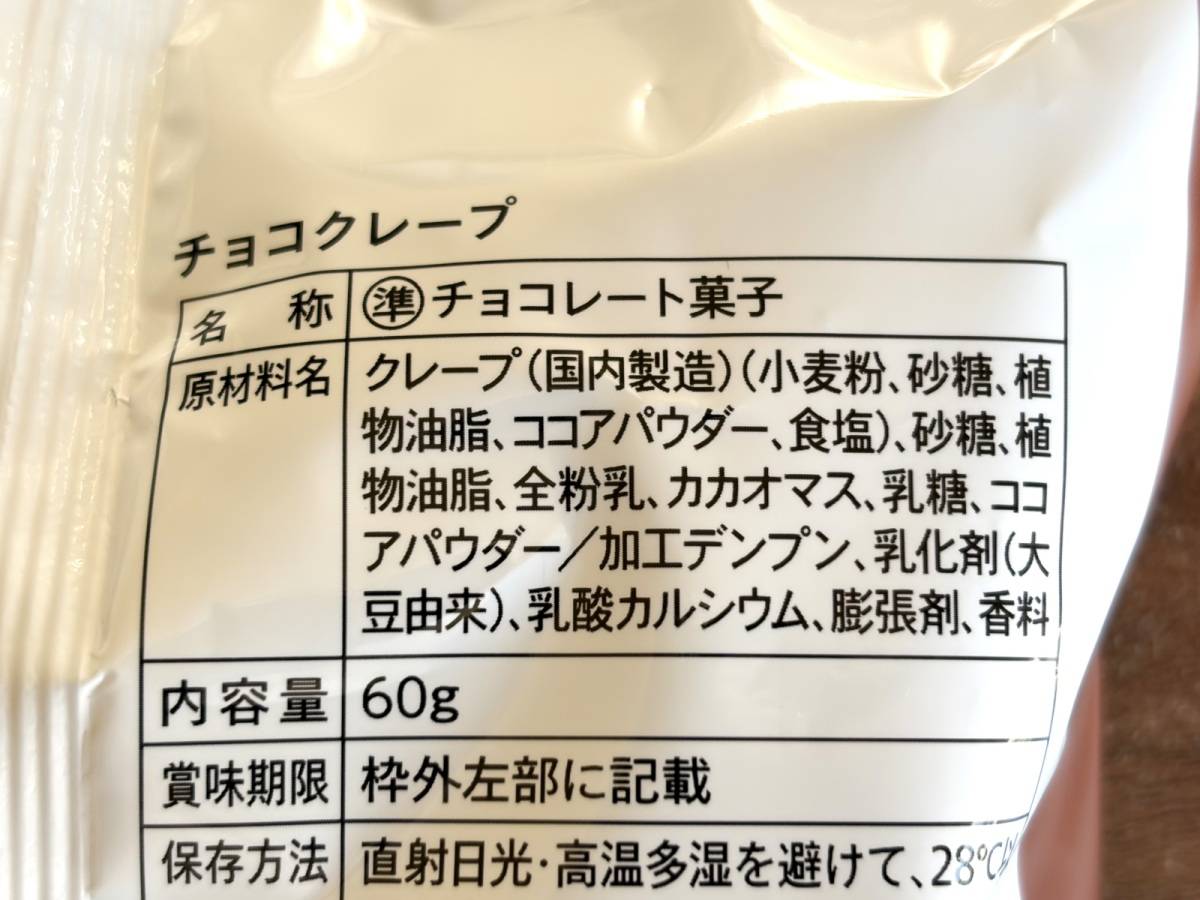 チョコクレープ
名称 ㊟チョコレート菓子
原材料名 クレープ(国内製造)(小麦粉、砂糖、植
物油脂、ココアパウダー、食塩)、砂糖、植
物油脂、全粉乳、カカオマス、乳糖、ココ
アパウダー/加工デンプン、乳化剤(大
豆由来)、乳酸カルシウム、膨張剤、香料
内容量 60g
賞味期限 枠外左部に記載
保存方法 直射日光・高温多湿を避けて、28℃